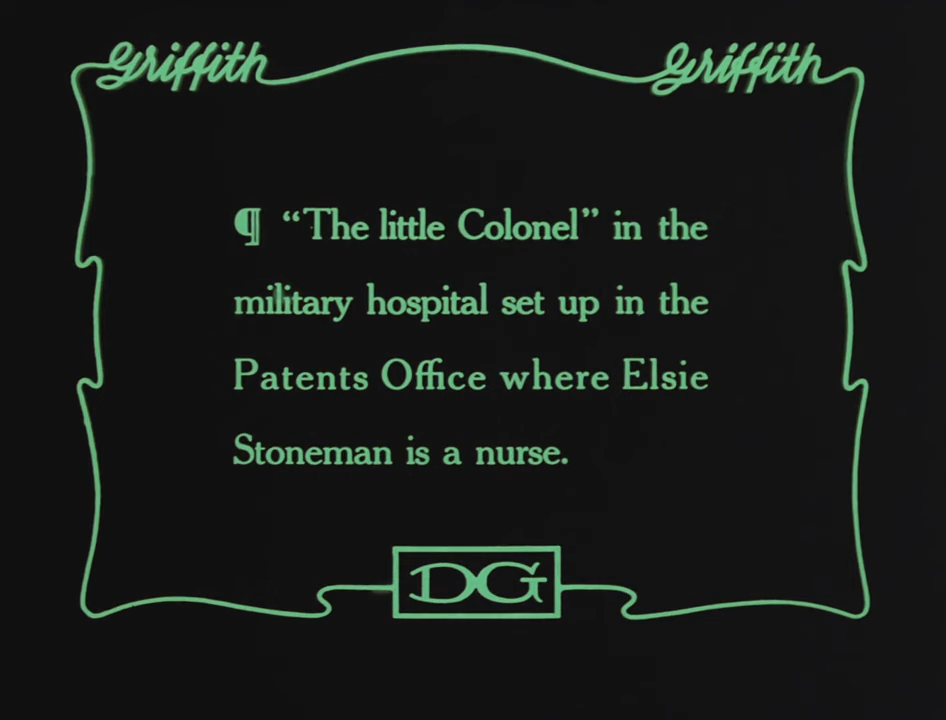 Griffith Griffith
¶ “The little Colonel” in the
military hospital set up in the
Patents Office where Elsie
Stoneman is a nurse.
DG